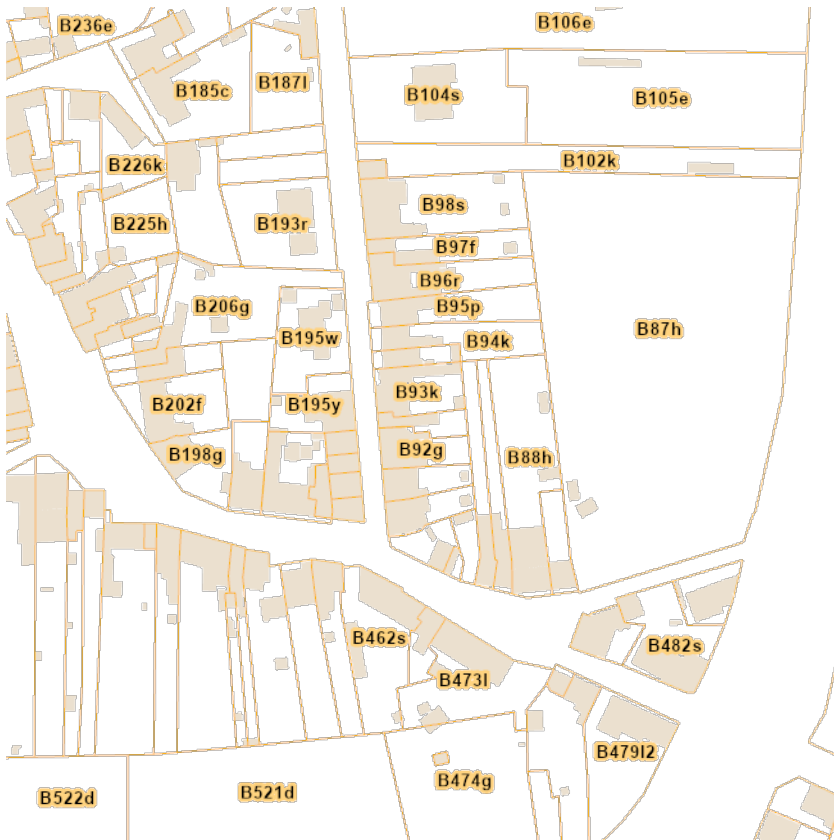 B236e
B106e
B185c
B187l
B104s
B105e
B226k
B102k
B98s
B225h
B193r
B97f
B96r
B206g
B95p
B87h
B195w
B94k
B93k
B202f
B195y
B198g
B92g
B88h
B462s
B482s
B473l
B479l2
B474g
B522d
B521d